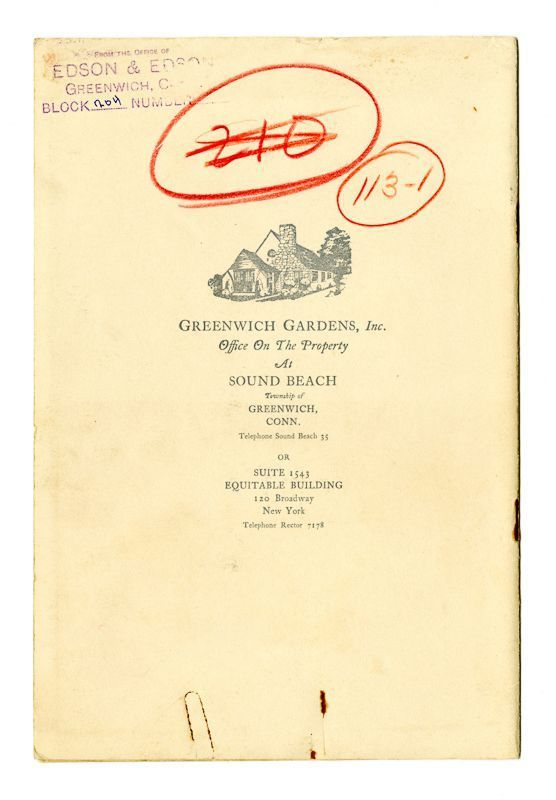 FROM THE OFFICE OF
EDSON & EDSON
GREENWICH, C
BLOCK 204 NUMBER
210
113-1
GREENWICH GARDENS, Inc.
Office On The Property
At
SOUND BEACH
Township of
GREENWICH,
CONN.
Telephone Sound Beach 35
OR
SUITE 1543
EQUITABLE BUILDING
120 Broadway
New York
Telephone Rector 7178